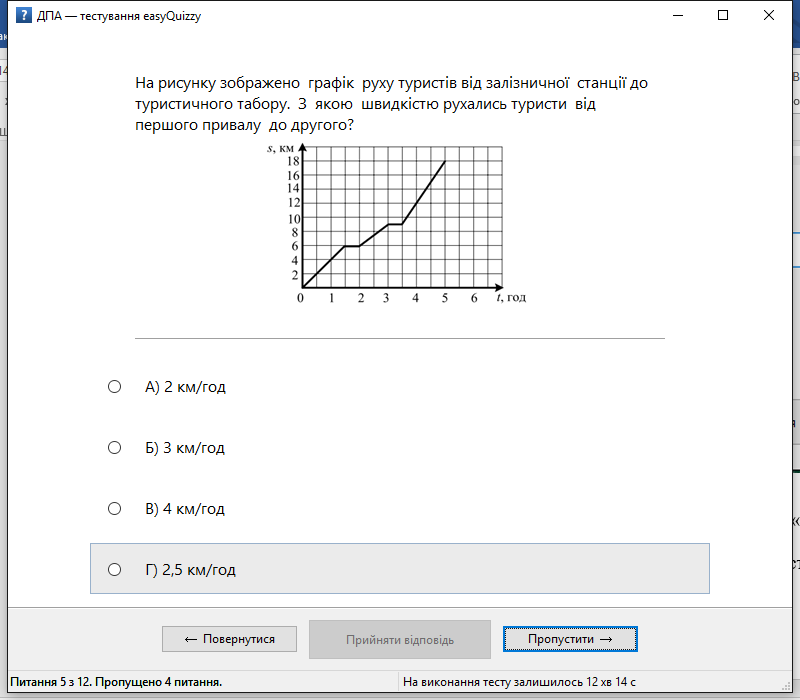 ДПА — тестування easyQuizzy
На рисунку зображено графік руху туристів від залізничної станції до
туристичного табору. З якою швидкістю рухались туристи від
першого привалу до другого?
s, км
18
16
14
12
10
8
6
4
2
0 1 2 3 4 5 6 t, год
А) 2 км/год
Б) 3 км/год
В) 4 км/год
Г) 2,5 км/год
← Повернутися Прийняти відповідь Пропустити →
Питання 5 з 12. Пропущено 4 питання. На виконання тесту залишилось 12 хв 14 с